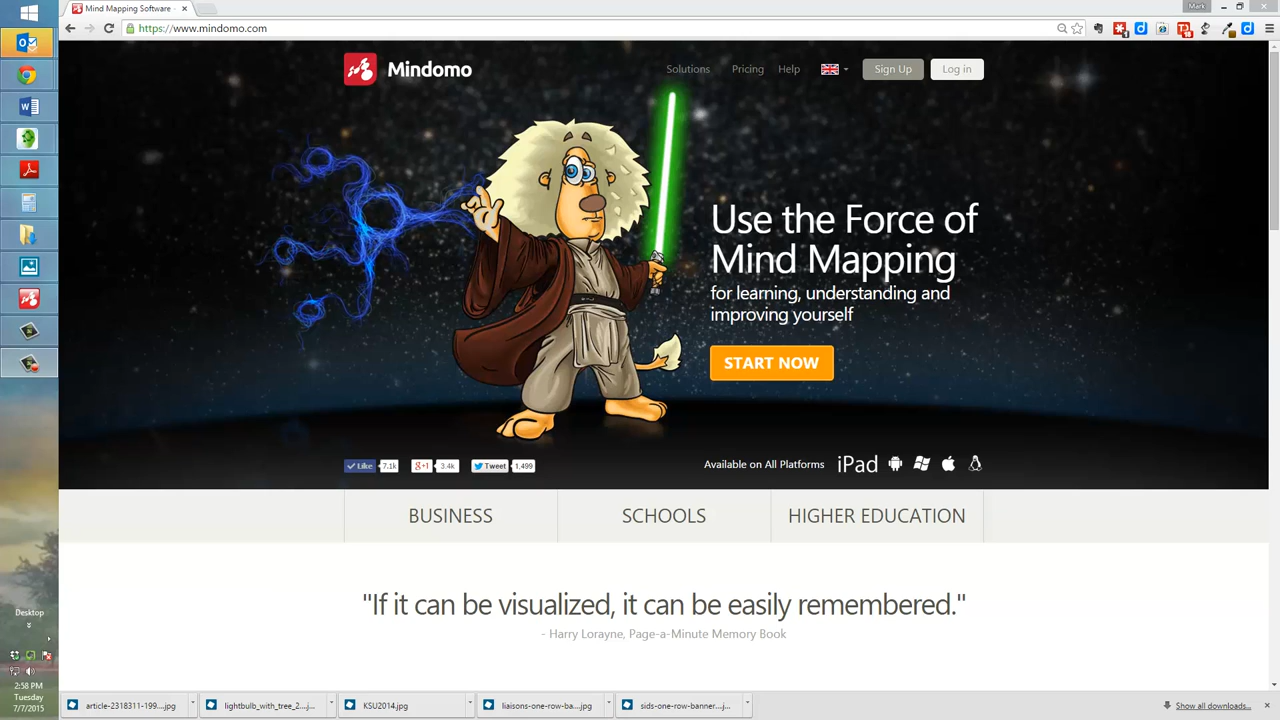 Mind Mapping Software -
Mark
https://www.mindomo.com
Mindomo
Solutions
Pricing
Help
Sign Up
Log in
Use the Force of
Mind Mapping
for learning, understanding and
improving yourself
START NOW
Like
7.1k
+1
3.4k
Tweet
1,499
Available on All Platforms
iPad
BUSINESS
SCHOOLS
HIGHER EDUCATION
"If it can be visualized, it can be easily remembered."
- Harry Lorayne, Page-a-Minute Memory Book
Desktop
2:58 PM
Tuesday
7/7/2015
article-2318311-199....jpg
lightbulb_with_tree_2....jpg
KSU2014.jpg
liaisons-one-row-ba....jpg
sids-one-row-banner....jpg
Show all downloads...